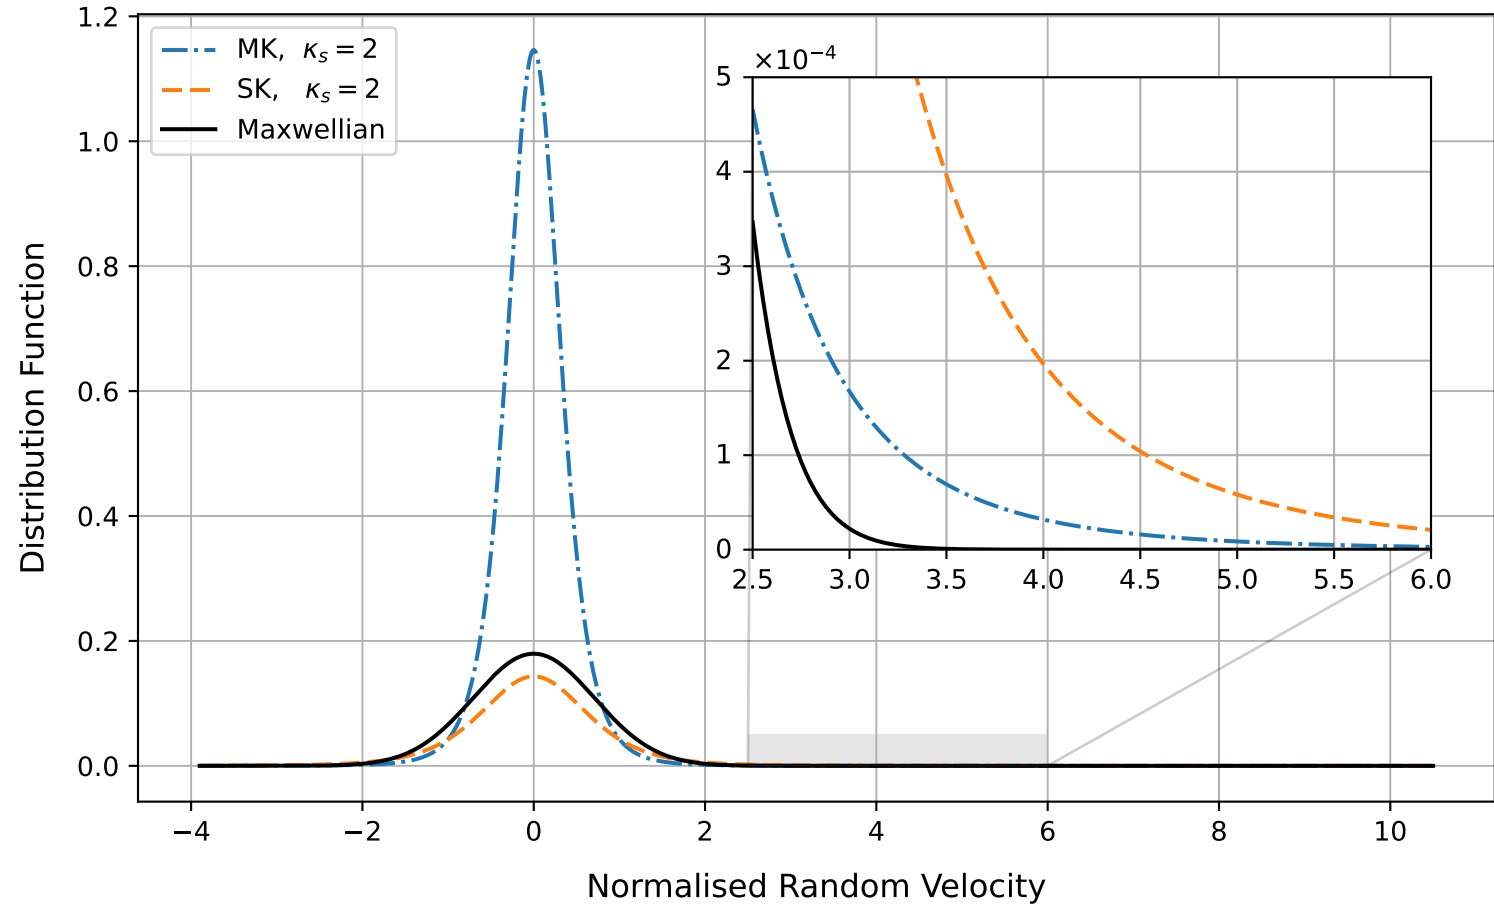 1.2
1.0
0.8
0.6
0.4
0.2
0.0
Distribution Function
MK, κs = 2
SK, κs = 2
Maxwellian
×10−4
5
4
3
2
1
0
2.5 3.0 3.5 4.0 4.5 5.0 5.5 6.0
−4 −2 0 2 4 6 8 10
Normalised Random Velocity